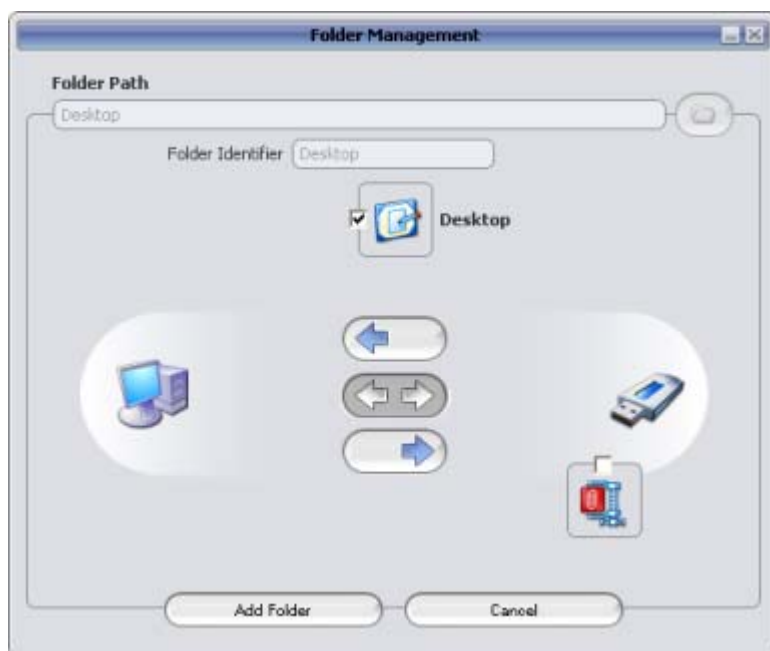 Folder Management
Folder Path
Desktop
Folder Identifier Desktop
Desktop
Add Folder Cancel